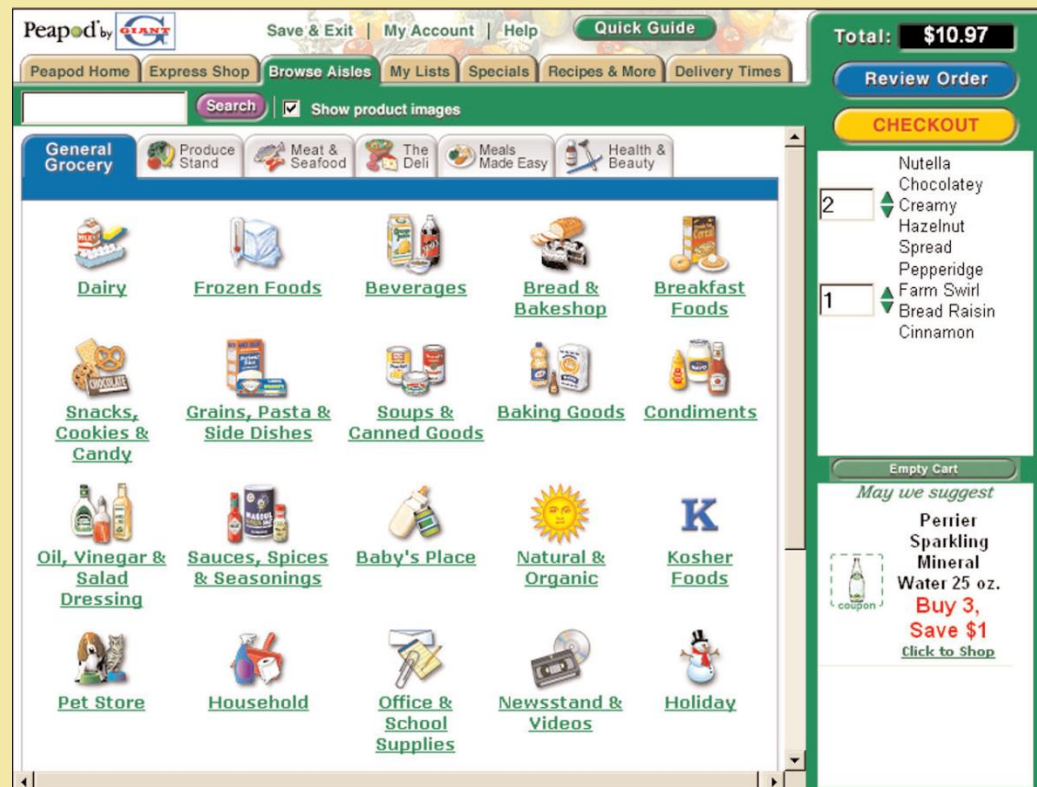 Peapod by GIANT
Save & Exit | My Account | Help
Quick Guide
Peapod Home
Express Shop
Browse Aisles
My Lists
Specials
Recipes & More
Delivery Times
Search
Show product images
General
Grocery
Produce
Stand
Meat &
Seafood
The
Deli
Meals
Made Easy
Health &
Beauty
Dairy
Frozen Foods
Beverages
Bread &
Bakeshop
Breakfast
Foods
CHOCOLATE
Snacks,
Cookies &
Candy
Grains, Pasta &
Side Dishes
Soups &
Canned Goods
Baking Goods
Condiments
Oil, Vinegar &
Salad
Dressing
Sauces, Spices
& Seasonings
Baby's Place
Natural &
Organic
K
Kosher
Foods
Pet Store
Household
Office &
School
Supplies
Newsstand &
Videos
Holiday
Total: $10.97
Review Order
CHECKOUT
2
Nutella
Chocolatey
Creamy
Hazelnut
Spread
1
Pepperidge
Farm Swirl
Bread Raisin
Cinnamon
Empty Cart
May we suggest
coupon
Perrier
Sparkling
Mineral
Water 25 oz.
Buy 3,
Save $1
Click to Shop